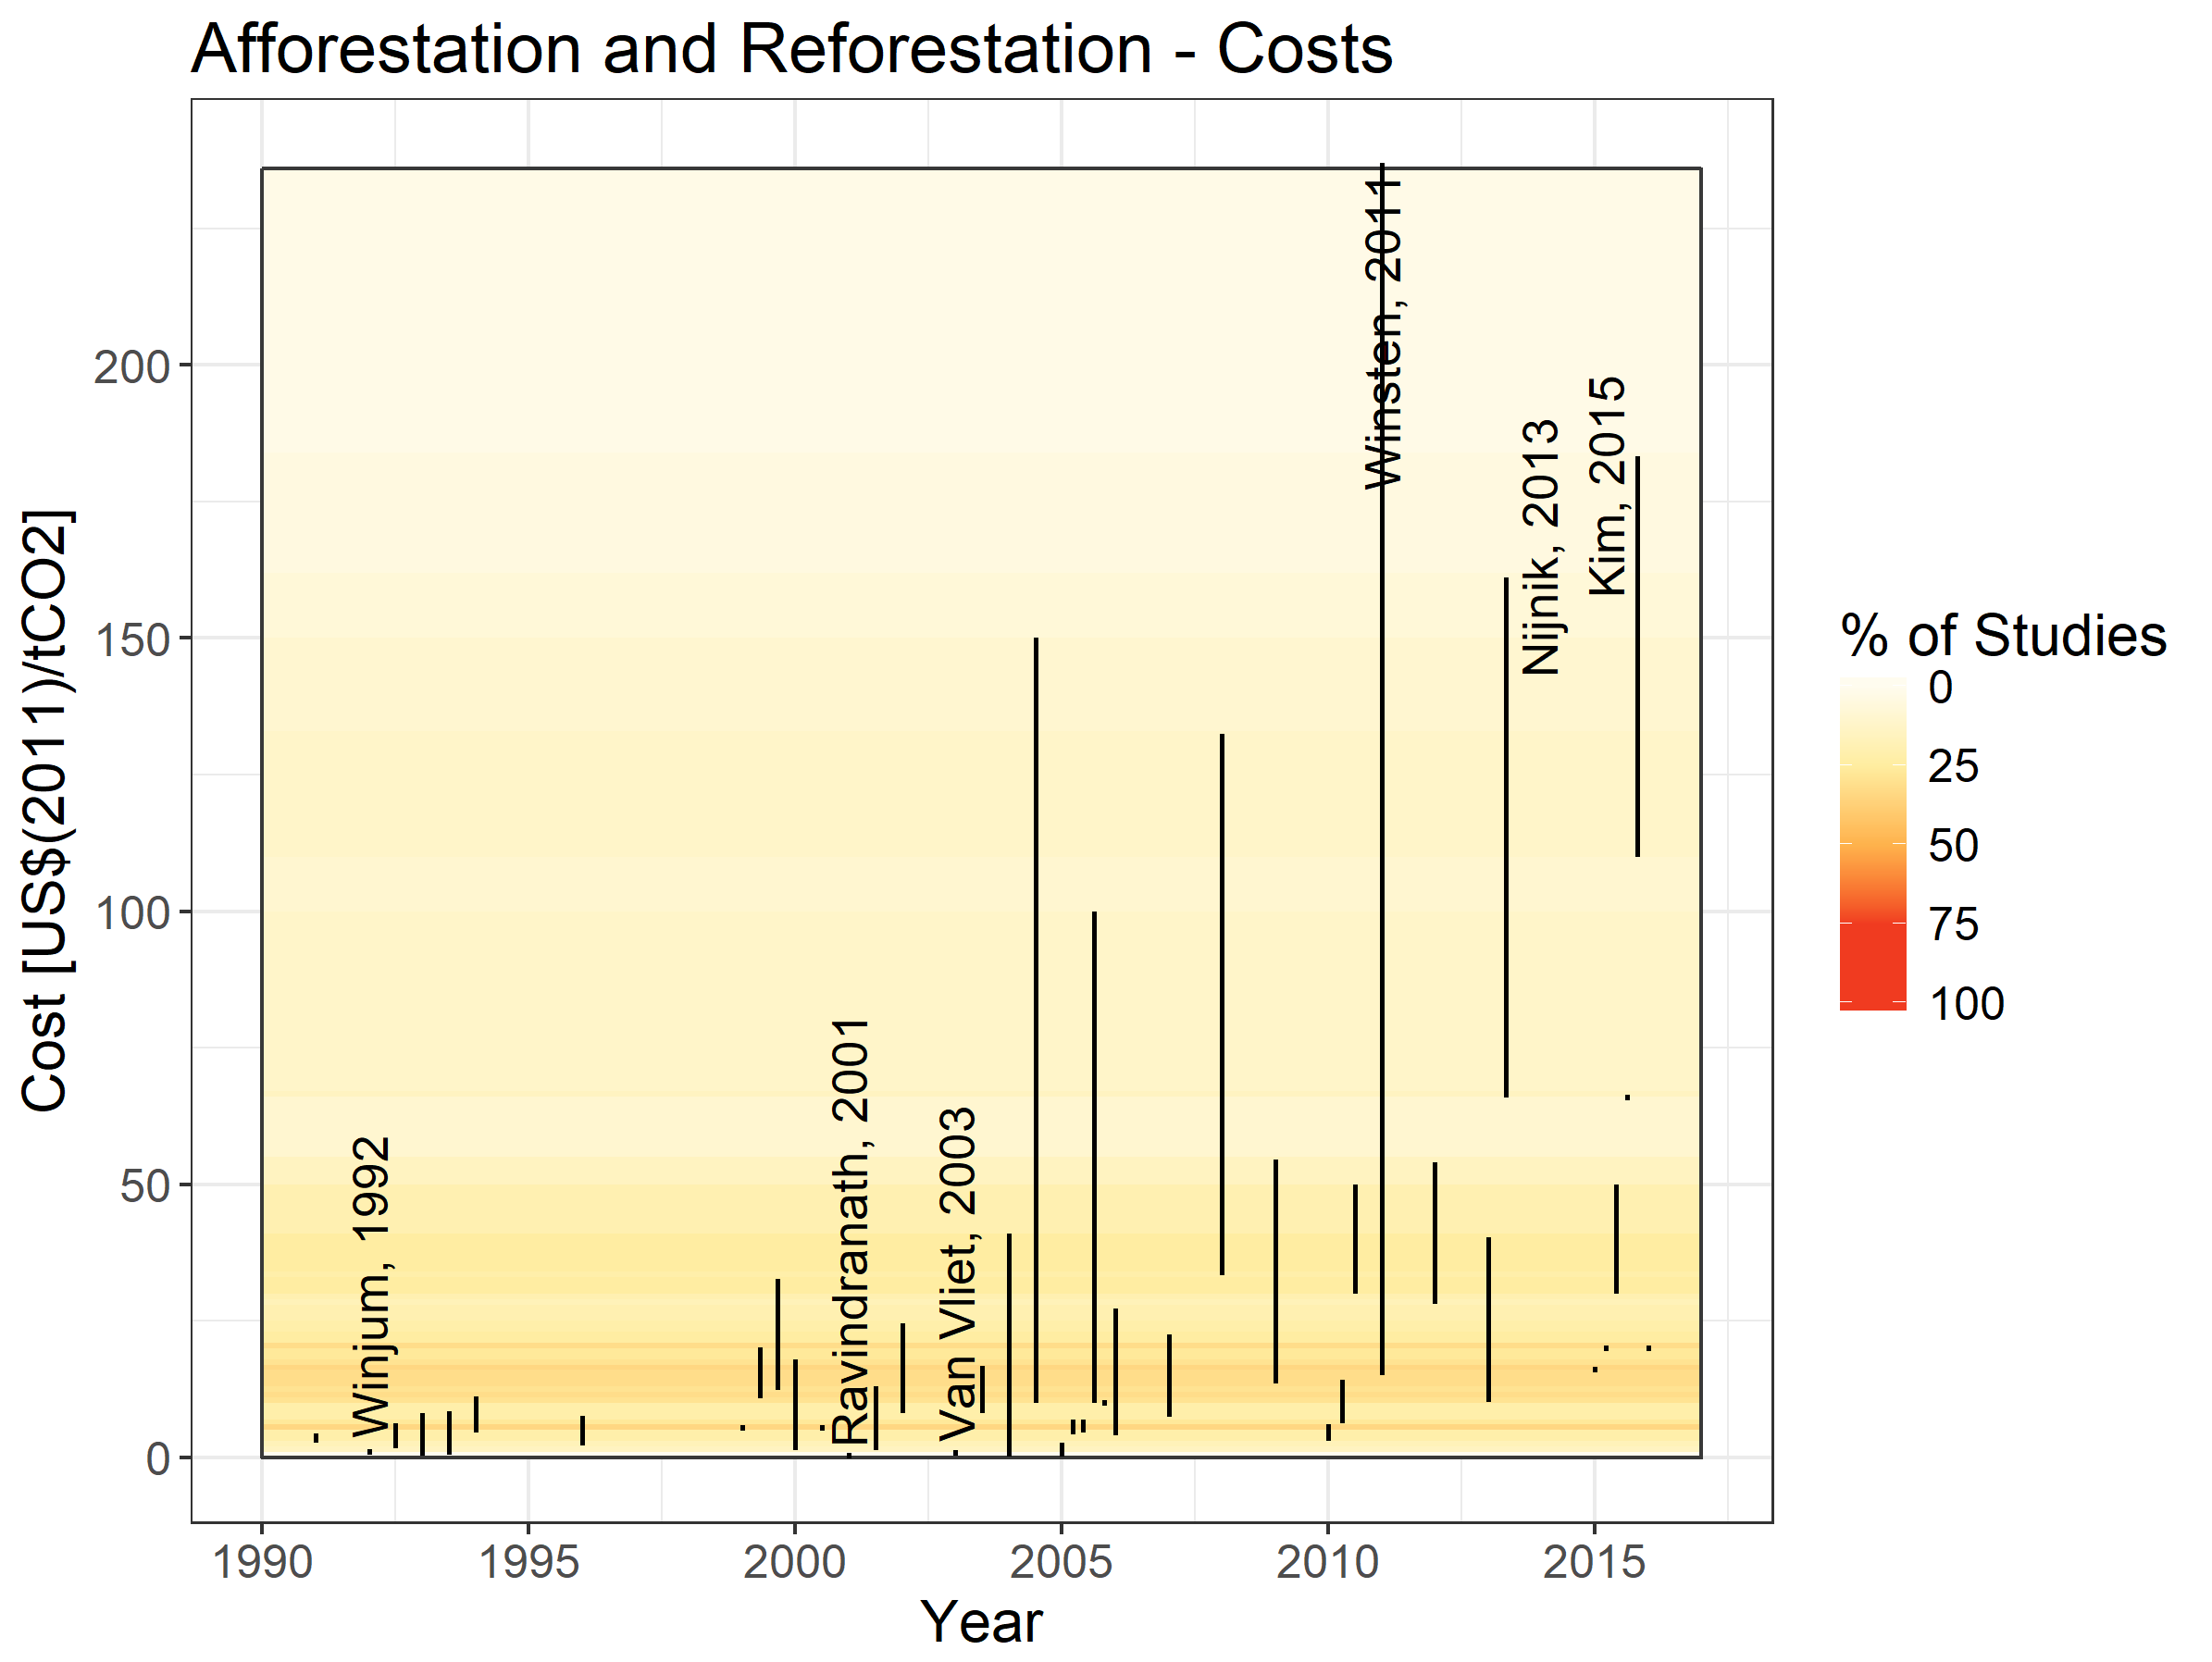 Afforestation and Reforestation - Costs
Cost [US$(2011)/tCO2]
200
150
100
50
0
Winjum, 1992
Ravindranath, 2001
Van Vliet, 2003
Winsten, 2011
Nijnik, 2013
Kim, 2015
1990
1995
2000
2005
2010
2015
Year
% of Studies
0
25
50
75
100